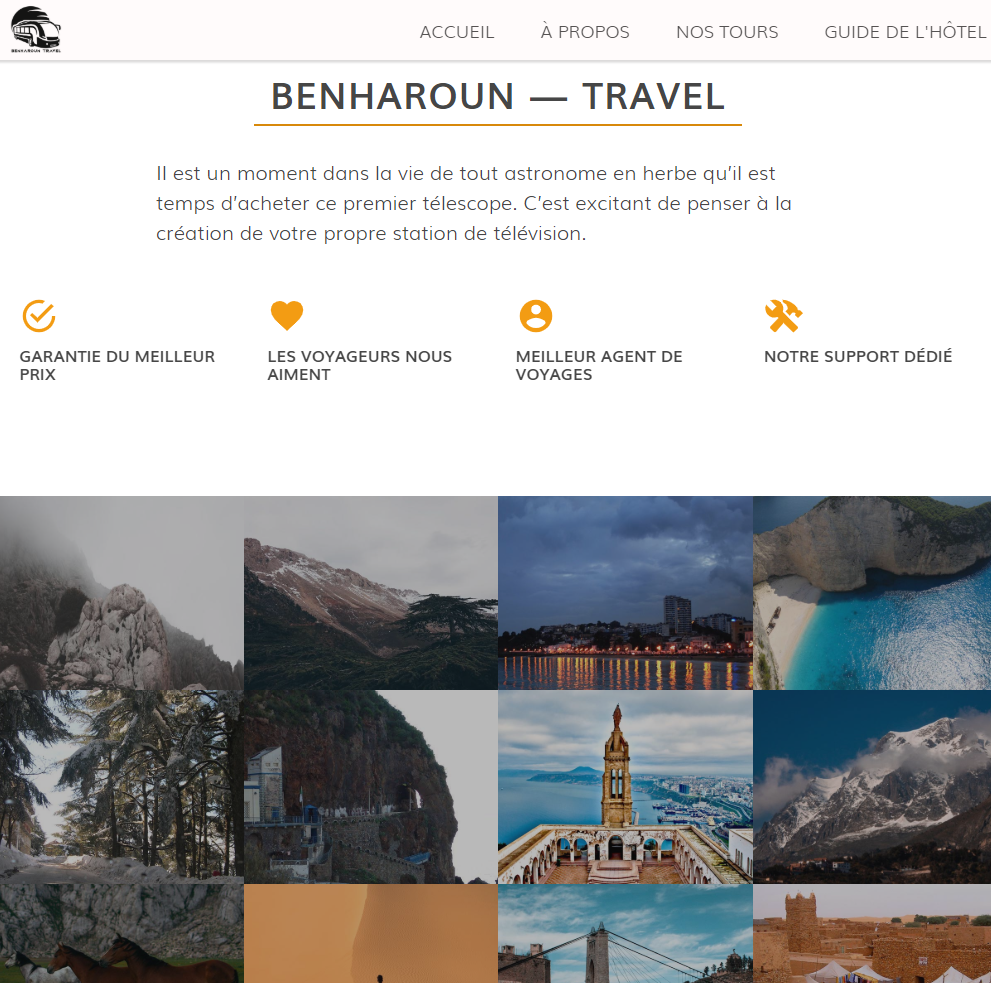 BENHAROUN TRAVEL
ACCUEIL À PROPOS NOS TOURS GUIDE DE L'HÔTEL
BENHAROUN — TRAVEL
Il est un moment dans la vie de tout astronome en herbe qu’il est
temps d’acheter ce premier télescope. C’est excitant de penser à la
création de votre propre station de télévision.
GARANTIE DU MEILLEUR
PRIX
LES VOYAGEURS NOUS
AIMENT
MEILLEUR AGENT DE
VOYAGES
NOTRE SUPPORT DÉDIÉ